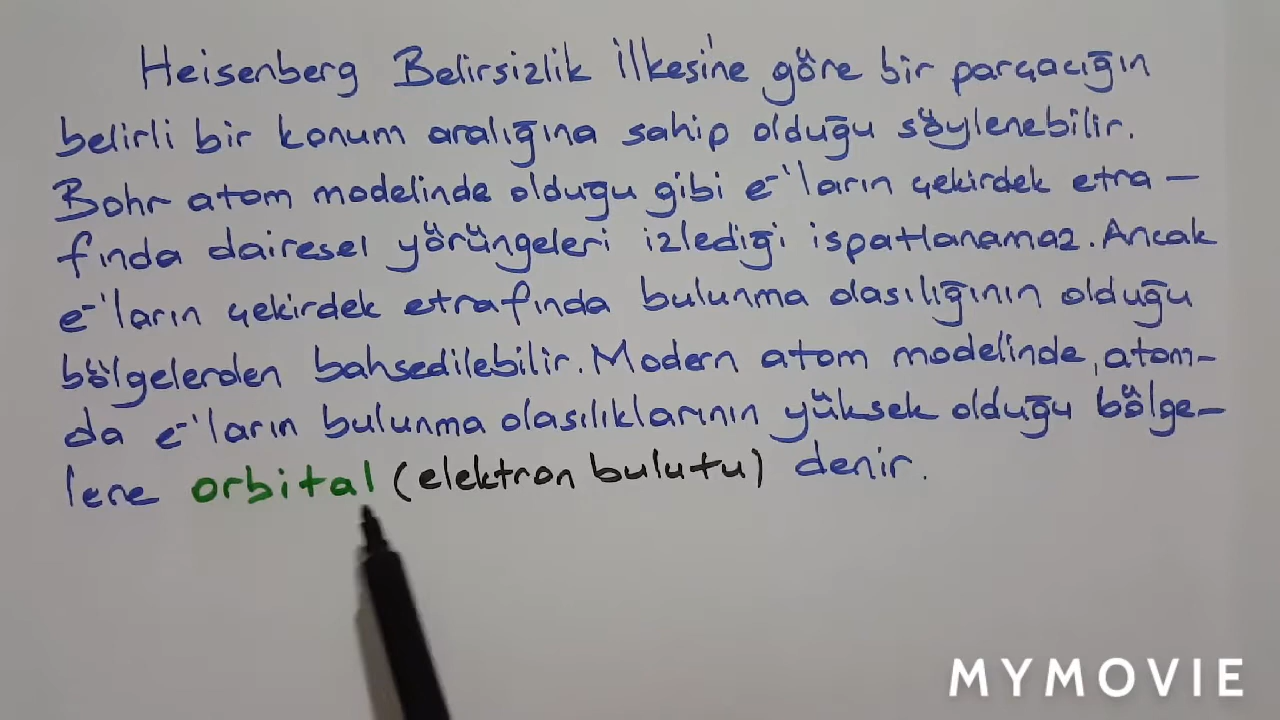 Heisenberg Belirsizlik İlkesi'ne göre bir parçacığın
belirli bir konum aralığına sahip olduğu söylenebilir.
Bohr atom modelinde olduğu gibi e⁻'ların çekirdek etra-
fında dairesel yörüngeleri izlediği ispatlanamaz. Ancak
e⁻'ların çekirdek etrafında bulunma olasılığının olduğu
bölgelerden bahsedilebilir. Modern atom modelinde, atom-
da e⁻'ların bulunma olasılıklarının yüksek olduğu bölge-
lere orbital (elektron bulutu) denir.
MYMOVIE